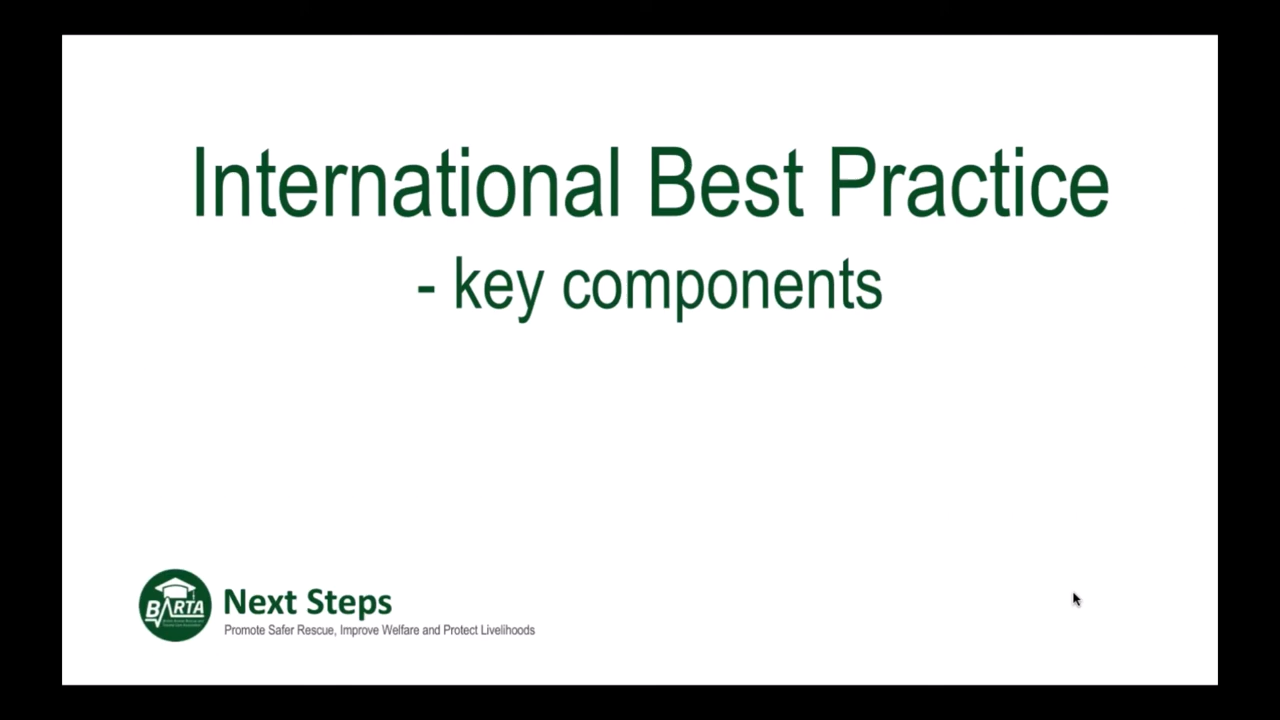 International Best Practice
- key components
BARTA
Next Steps
Promote Safer Rescue, Improve Welfare and Protect Livelihoods